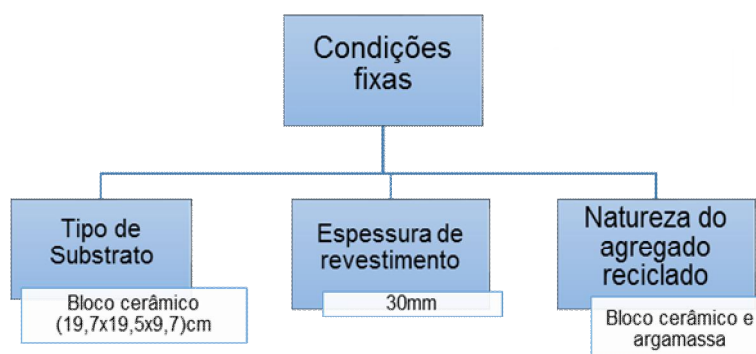 Condições
fixas
Tipo de
Substrato
Bloco cerâmico
(19,7x19,5x9,7)cm
Espessura de
revestimento
30mm
Natureza do
agregado
reciclado
Bloco cerâmico e
argamassa